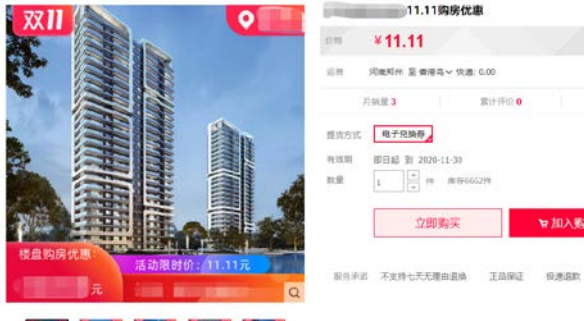 双11
楼盘购房优惠:
元
活动限时价: 11.11元
11.11购房优惠
价格
¥11.11
运费
河南郑州 至 香港岛 快递: 0.00
月销量 3
累计评价 0
提货方式
电子兑换券
有效期
即日起 到 2020-11-30
数量
1
件
库存6662件
立即购买
加入购
服务承诺
不支持七天无理由退换
正品保证
极速退款